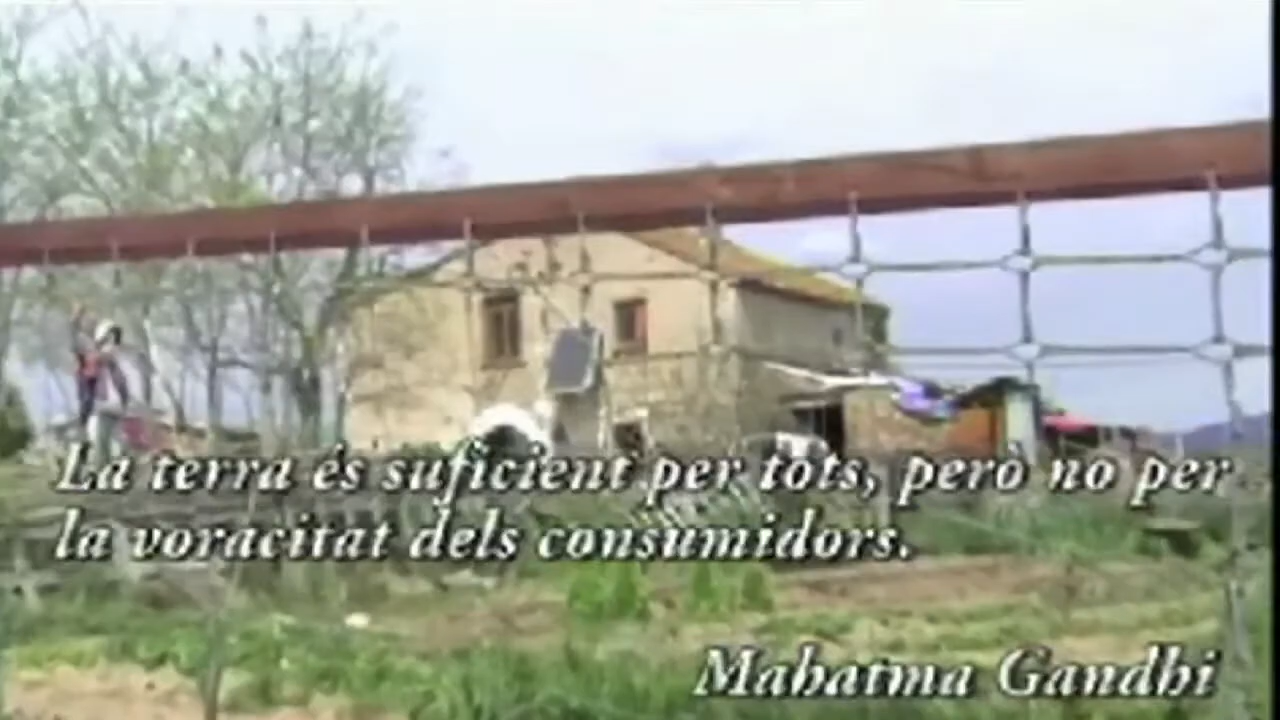 La terra és suficient per tots, però no per
la voracitat dels consumidors.
Mahatma Gandhi